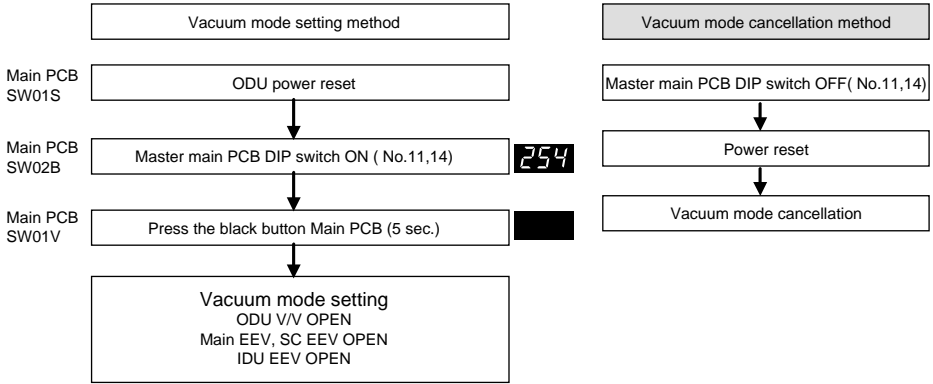 Vacuum mode setting method
Main PCB
SW01S
ODU power reset
Main PCB
SW02B
Master main PCB DIP switch ON ( No.11,14)
254
Main PCB
SW01V
Press the black button Main PCB (5 sec.)
Vacuum mode setting
ODU V/V OPEN
Main EEV, SC EEV OPEN
IDU EEV OPEN
Vacuum mode cancellation method
Master main PCB DIP switch OFF( No.11,14)
Power reset
Vacuum mode cancellation